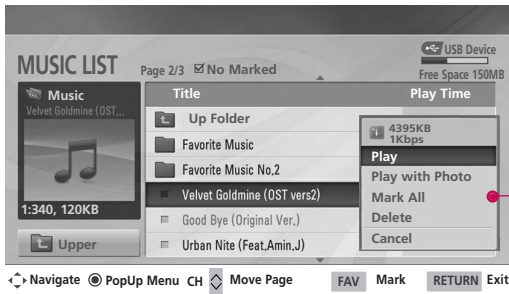 USB Device
MUSIC LIST
Page 2/3 No Marked
Free Space 150MB
Music
Velvet Goldmine (OST...
1:340, 120KB
Upper
Title Play Time
Up Folder
Favorite Music
Favorite Music No.2
Velvet Goldmine (OST vers2)
Good Bye (Original Ver.)
Urban Nite (Feat.Amin.J)
4395KB
1Kbps
Play
Play with Photo
Mark All
Delete
Cancel
Navigate PopUp Menu CH Move Page FAV Mark RETURN Exit